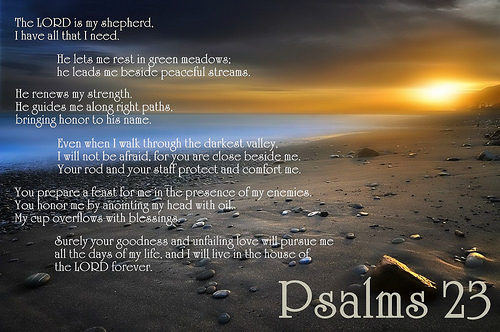 The LORD is my shepherd,
I have all that I need.
He lets me rest in green meadows;
he leads me beside peaceful streams.
He renews my strength.
He guides me along right paths,
bringing honor to his name.
Even when I walk through the darkest valley,
I will not be afraid, for you are close beside me.
Your rod and your staff protect and comfort me.
You prepare a feast for me in the presence of my enemies.
You honor me by anointing my head with oil.
My cup overflows with blessings.
Surely your goodness and unfailing love will pursue me
all the days of my life, and I will live in the house of
the LORD forever.
Psalms 23